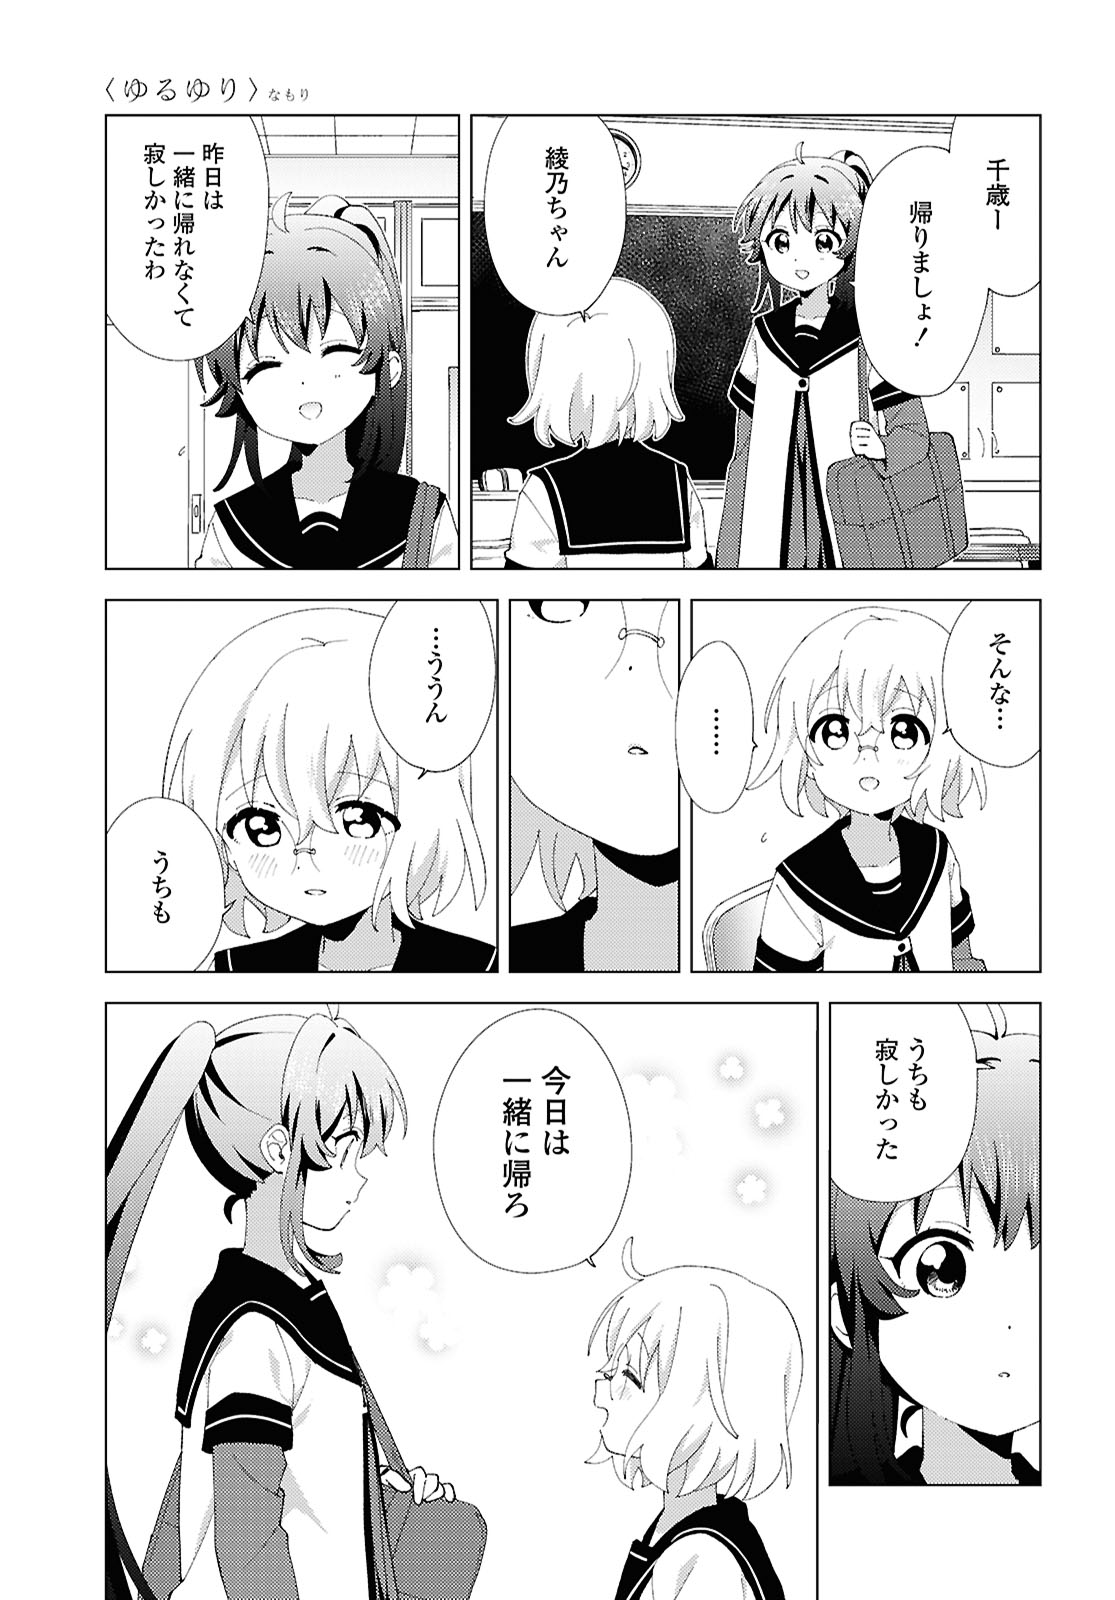 〈ゆるゆり〉なもり
千歳ー
帰りましょ!
綾乃ちゃん
昨日は
一緒に帰れなくて
寂しかったわ
そんな…
……
…ううん
うちも
うちも
寂しかった
今日は
一緒に帰ろ